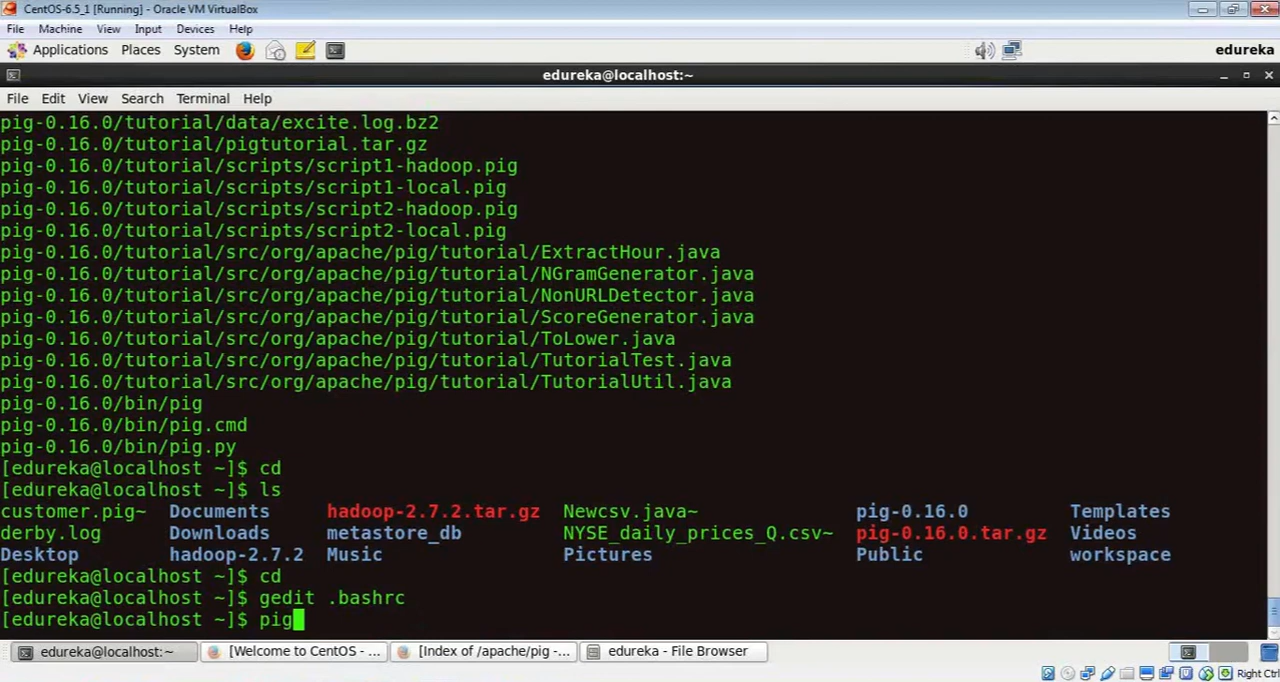 CentOS-6.5_1 [Running] - Oracle VM VirtualBox
File Machine View Input Devices Help
Applications Places System edureka
edureka@localhost:~
File Edit View Search Terminal Help
pig-0.16.0/tutorial/data/excite.log.bz2
pig-0.16.0/tutorial/pigtutorial.tar.gz
pig-0.16.0/tutorial/scripts/script1-hadoop.pig
pig-0.16.0/tutorial/scripts/script1-local.pig
pig-0.16.0/tutorial/scripts/script2-hadoop.pig
pig-0.16.0/tutorial/scripts/script2-local.pig
pig-0.16.0/tutorial/src/org/apache/pig/tutorial/ExtractHour.java
pig-0.16.0/tutorial/src/org/apache/pig/tutorial/NGramGenerator.java
pig-0.16.0/tutorial/src/org/apache/pig/tutorial/NonURLDetector.java
pig-0.16.0/tutorial/src/org/apache/pig/tutorial/ScoreGenerator.java
pig-0.16.0/tutorial/src/org/apache/pig/tutorial/ToLower.java
pig-0.16.0/tutorial/src/org/apache/pig/tutorial/TutorialTest.java
pig-0.16.0/tutorial/src/org/apache/pig/tutorial/TutorialUtil.java
pig-0.16.0/bin/pig
pig-0.16.0/bin/pig.cmd
pig-0.16.0/bin/pig.py
[edureka@localhost ~]$ cd
[edureka@localhost ~]$ ls
customer.pig~ Documents hadoop-2.7.2.tar.gz Newcsv.java~ pig-0.16.0 Templates
derby.log Downloads metastore_db NYSE_daily_prices_Q.csv~ pig-0.16.0.tar.gz Videos
Desktop hadoop-2.7.2 Music Pictures Public workspace
[edureka@localhost ~]$ cd
[edureka@localhost ~]$ gedit .bashrc
[edureka@localhost ~]$ pig
edureka@localhost:~ [Welcome to CentOS - ... [Index of /apache/pig -... edureka - File Browser
Right Ctrl